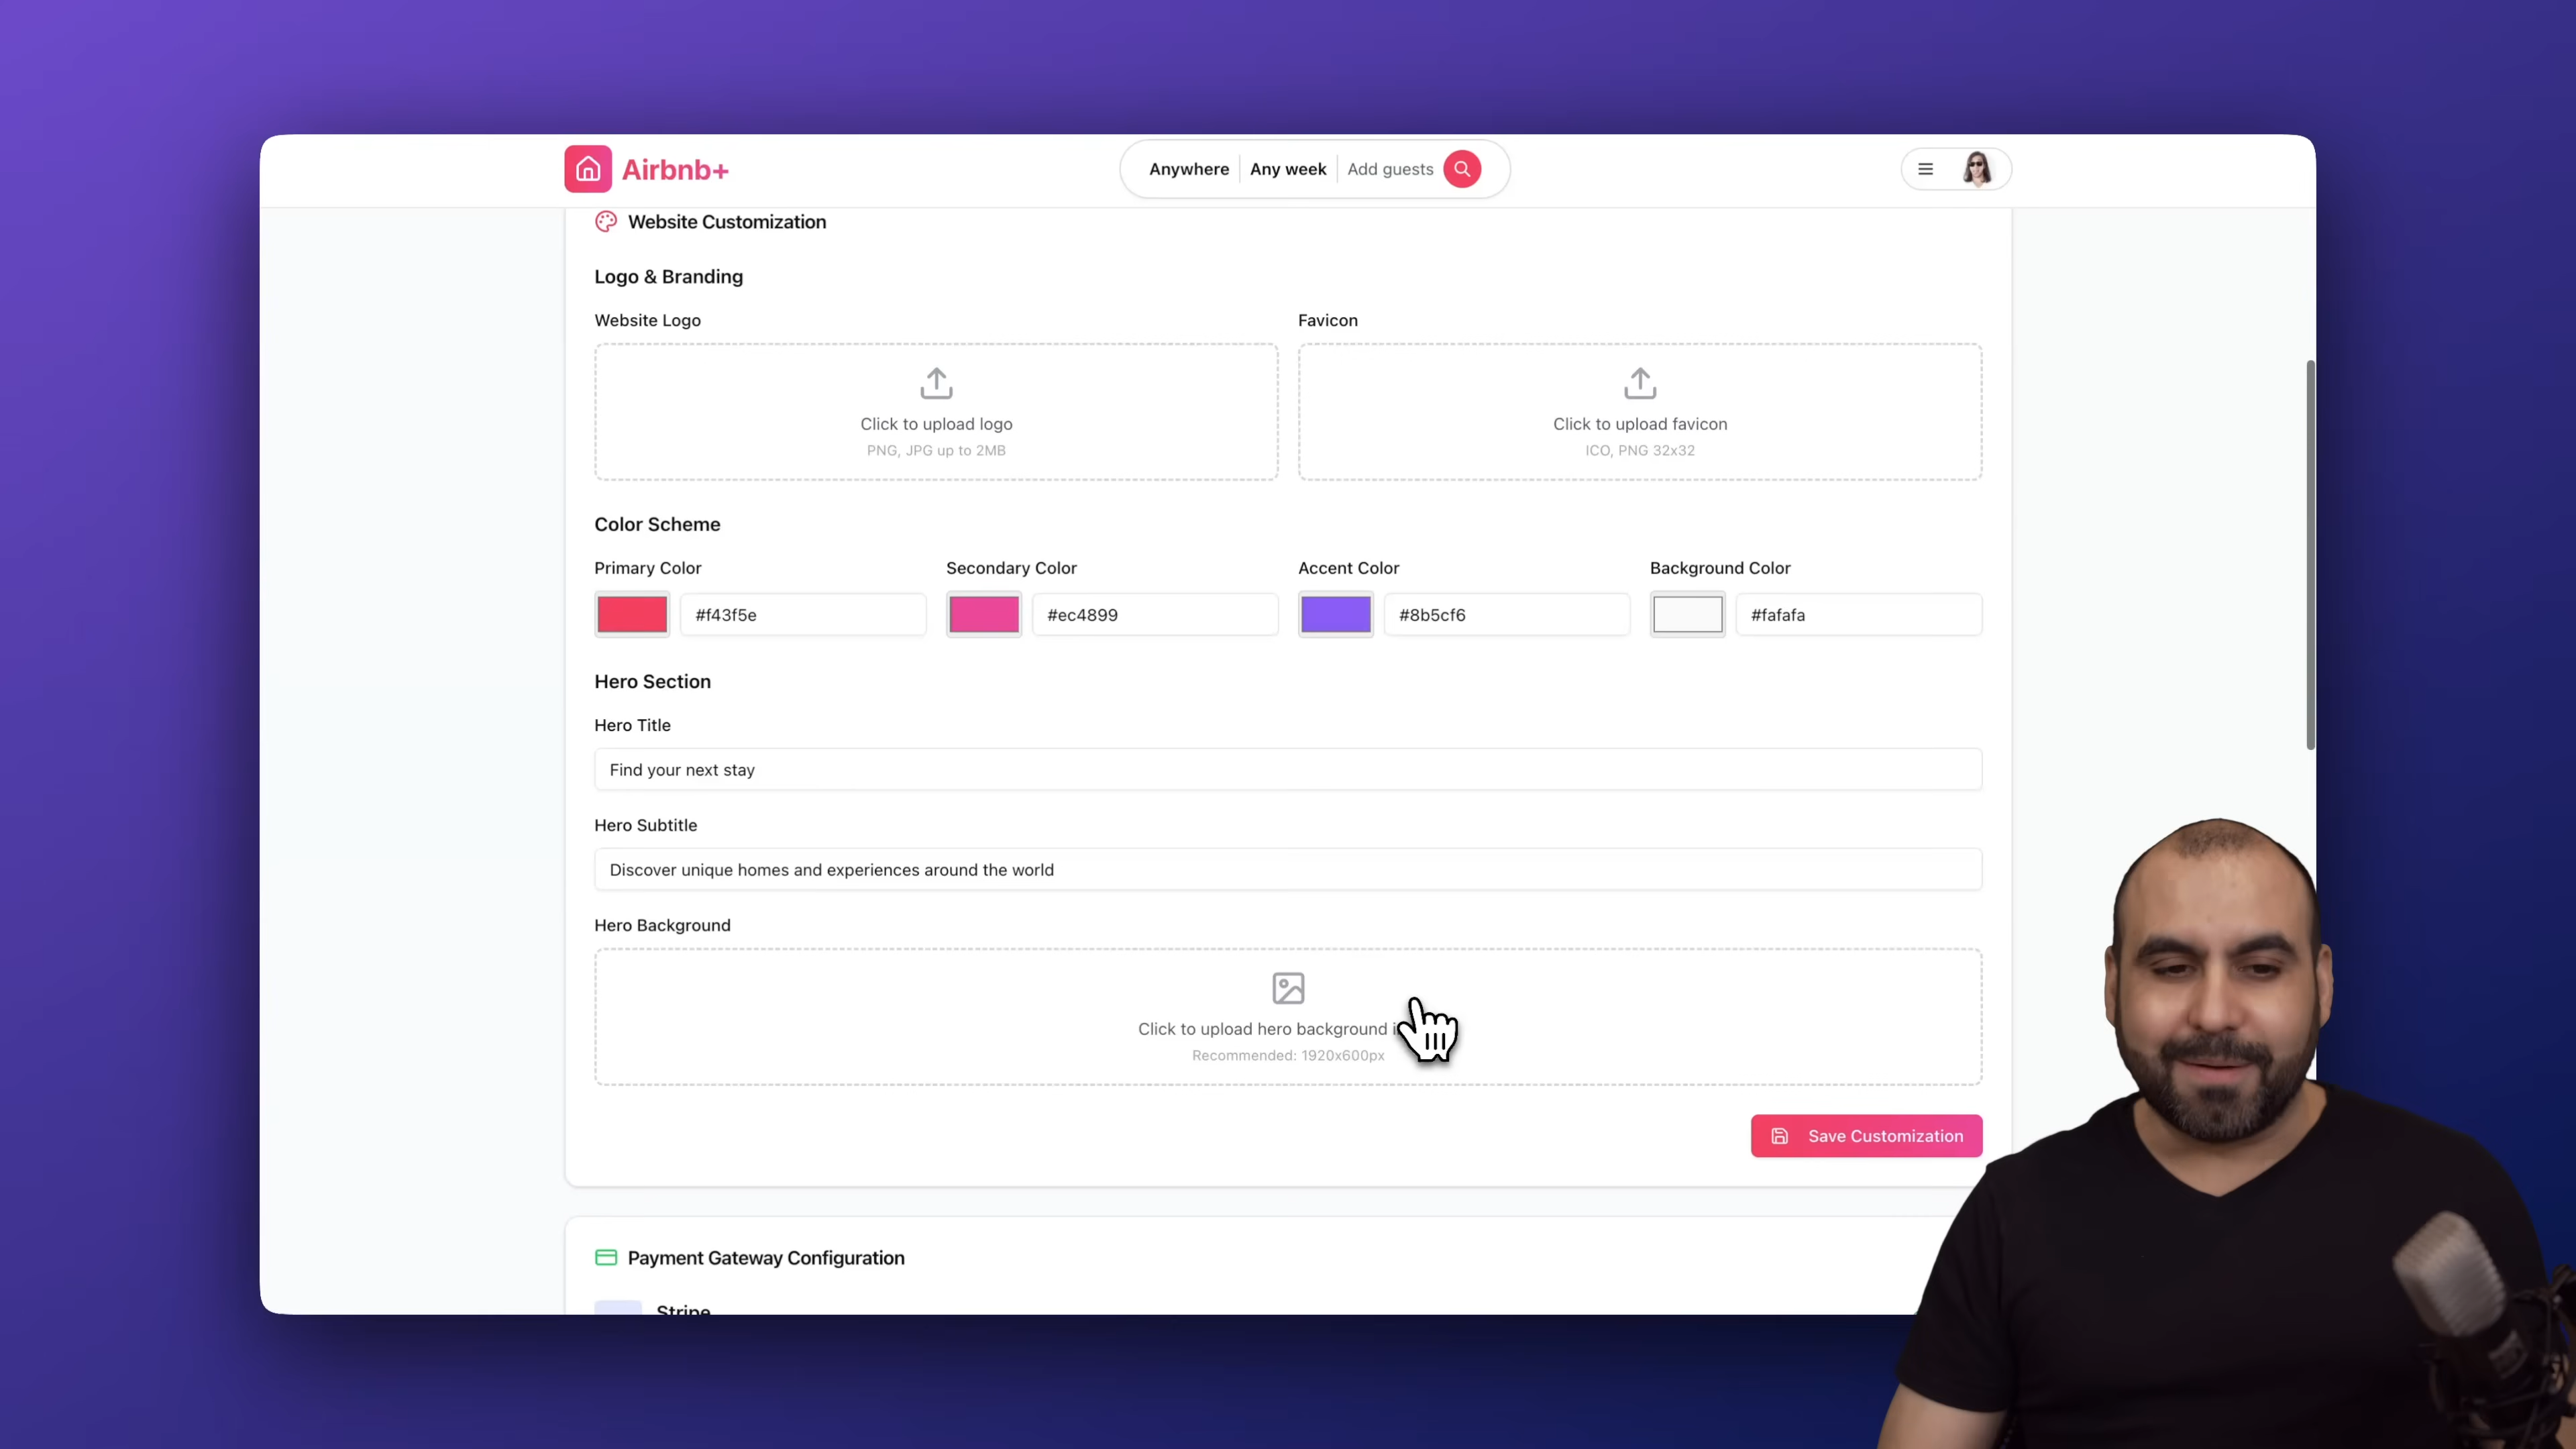 Airbnb+
Anywhere Any week Add guests
Website Customization
Logo & Branding
Website Logo Favicon
Click to upload logo Click to upload favicon
PNG, JPG up to 2MB ICO, PNG 32x32
Color Scheme
Primary Color Secondary Color Accent Color Background Color
#f43f5e #ec4899 #8b5cf6 #fafafa
Hero Section
Hero Title
Find your next stay
Hero Subtitle
Discover unique homes and experiences around the world
Hero Background
Click to upload hero background
Recommended: 1920x600px
Save Customization
Payment Gateway Configuration
Stripe